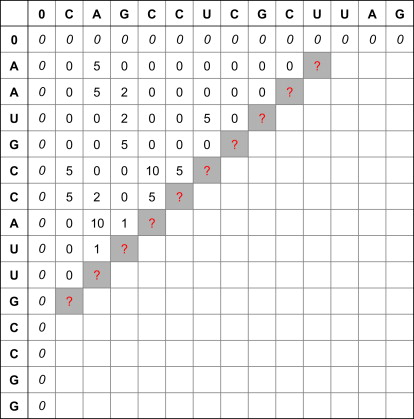 0 C A G C C U C G C U U A G
0 0 0 0 0 0 0 0 0 0 0 0 0 0 0
A 0 0 5 0 0 0 0 0 0 0 ?
A 0 0 5 2 0 0 0 0 0 ?
U 0 0 0 2 0 0 5 0 ?
G 0 0 0 5 0 0 0 ?
C 0 5 0 0 10 5 ?
C 0 5 2 0 5 ?
A 0 0 10 1 ?
U 0 0 1 ?
U 0 0 ?
G 0 ?
C 0
C 0
G 0
G 0